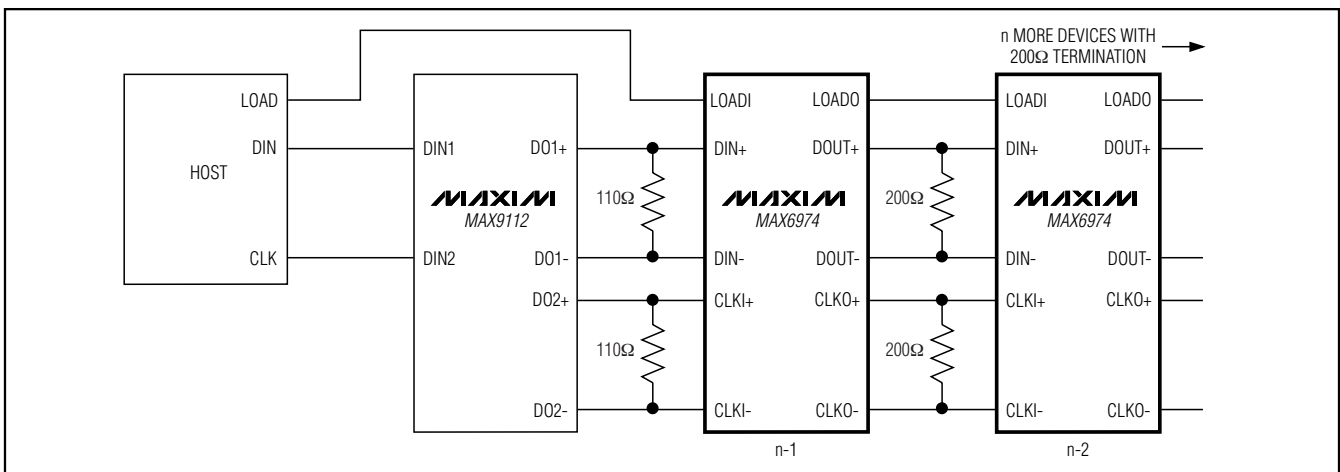 n MORE DEVICES WITH
200Ω TERMINATION
HOST
LOAD
DIN
CLK
DIN1
DIN2
MAXIM
MAX9112
DO1+
DO1-
DO2+
DO2-
110Ω
110Ω
LOADI
LOADO
DIN+
DOUT+
MAXIM
MAX6974
DIN-
DOUT-
CLKI+
CLKO+
CLKI-
CLKO-
n-1
200Ω
200Ω
LOADI
LOADO
DIN+
DOUT+
MAXIM
MAX6974
DIN-
DOUT-
CLKI+
CLKO+
CLKI-
CLKO-
n-2